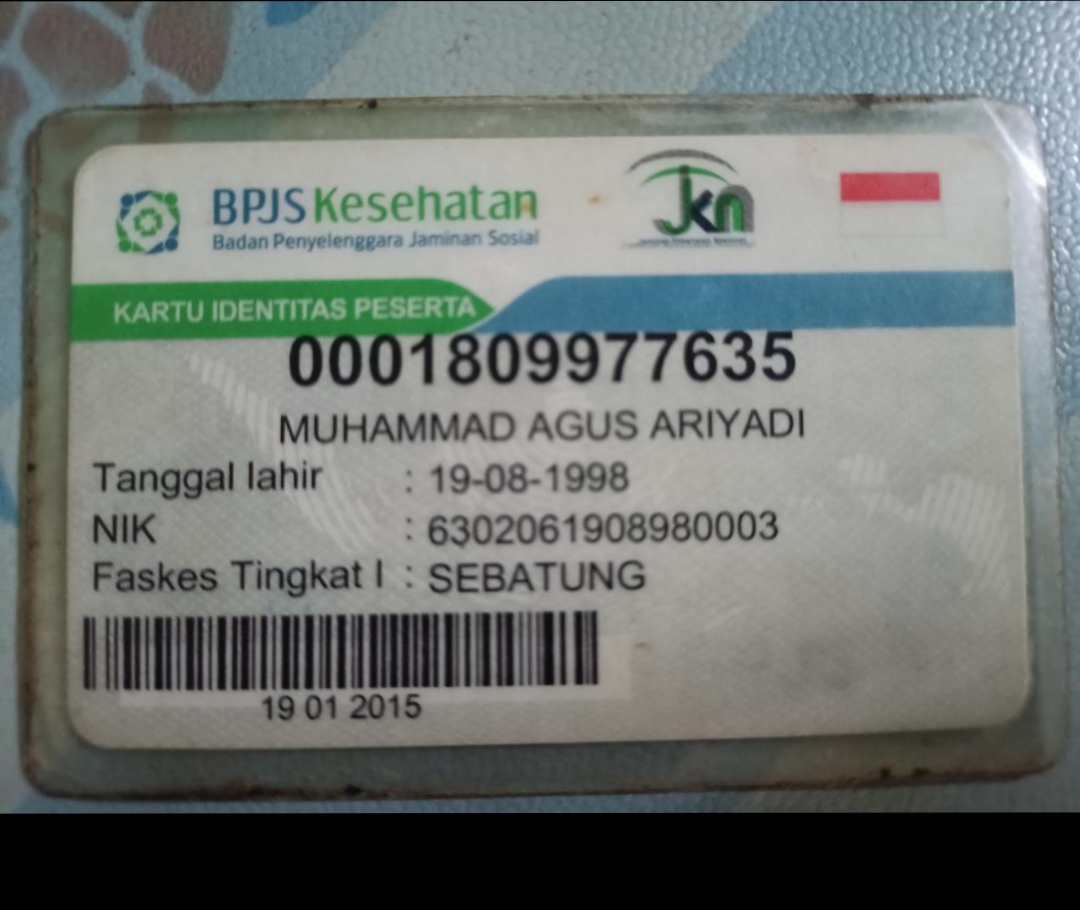 BPJS Kesehatan
Badan Penyelenggara Jaminan Sosial
jkn
KARTU IDENTITAS PESERTA
0001809977635
MUHAMMAD AGUS ARIYADI
Tanggal lahir : 19-08-1998
NIK : 6302061908980003
Faskes Tingkat I : SEBATUNG
19 01 2015